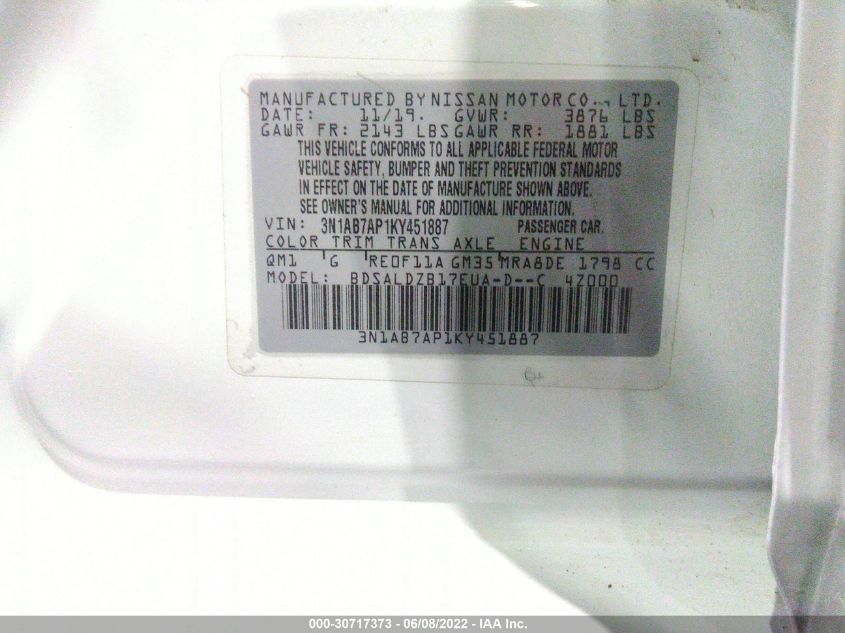 MANUFACTURED BY NISSAN MOTOR CO., LTD.
DATE: 11/19. GVWR: 3876 LBS
GAWR FR: 2143 LBS GAWR RR: 1881 LBS
THIS VEHICLE CONFORMS TO ALL APPLICABLE FEDERAL MOTOR
VEHICLE SAFETY, BUMPER AND THEFT PREVENTION STANDARDS
IN EFFECT ON THE DATE OF MANUFACTURE SHOWN ABOVE.
SEE OWNER'S MANUAL FOR ADDITIONAL INFORMATION.
VIN: 3N1AB7AP1KY451887 PASSENGER CAR.
COLOR TRIM TRANS AXLE ENGINE
QM1 G RE0F11A GM35 MRA8DE 1798 CC
MODEL: BDSALDZB17EUA-D--C 4Z000
3N1AB7AP1KY451887
000-30717373 - 06/08/2022 - IAA Inc.